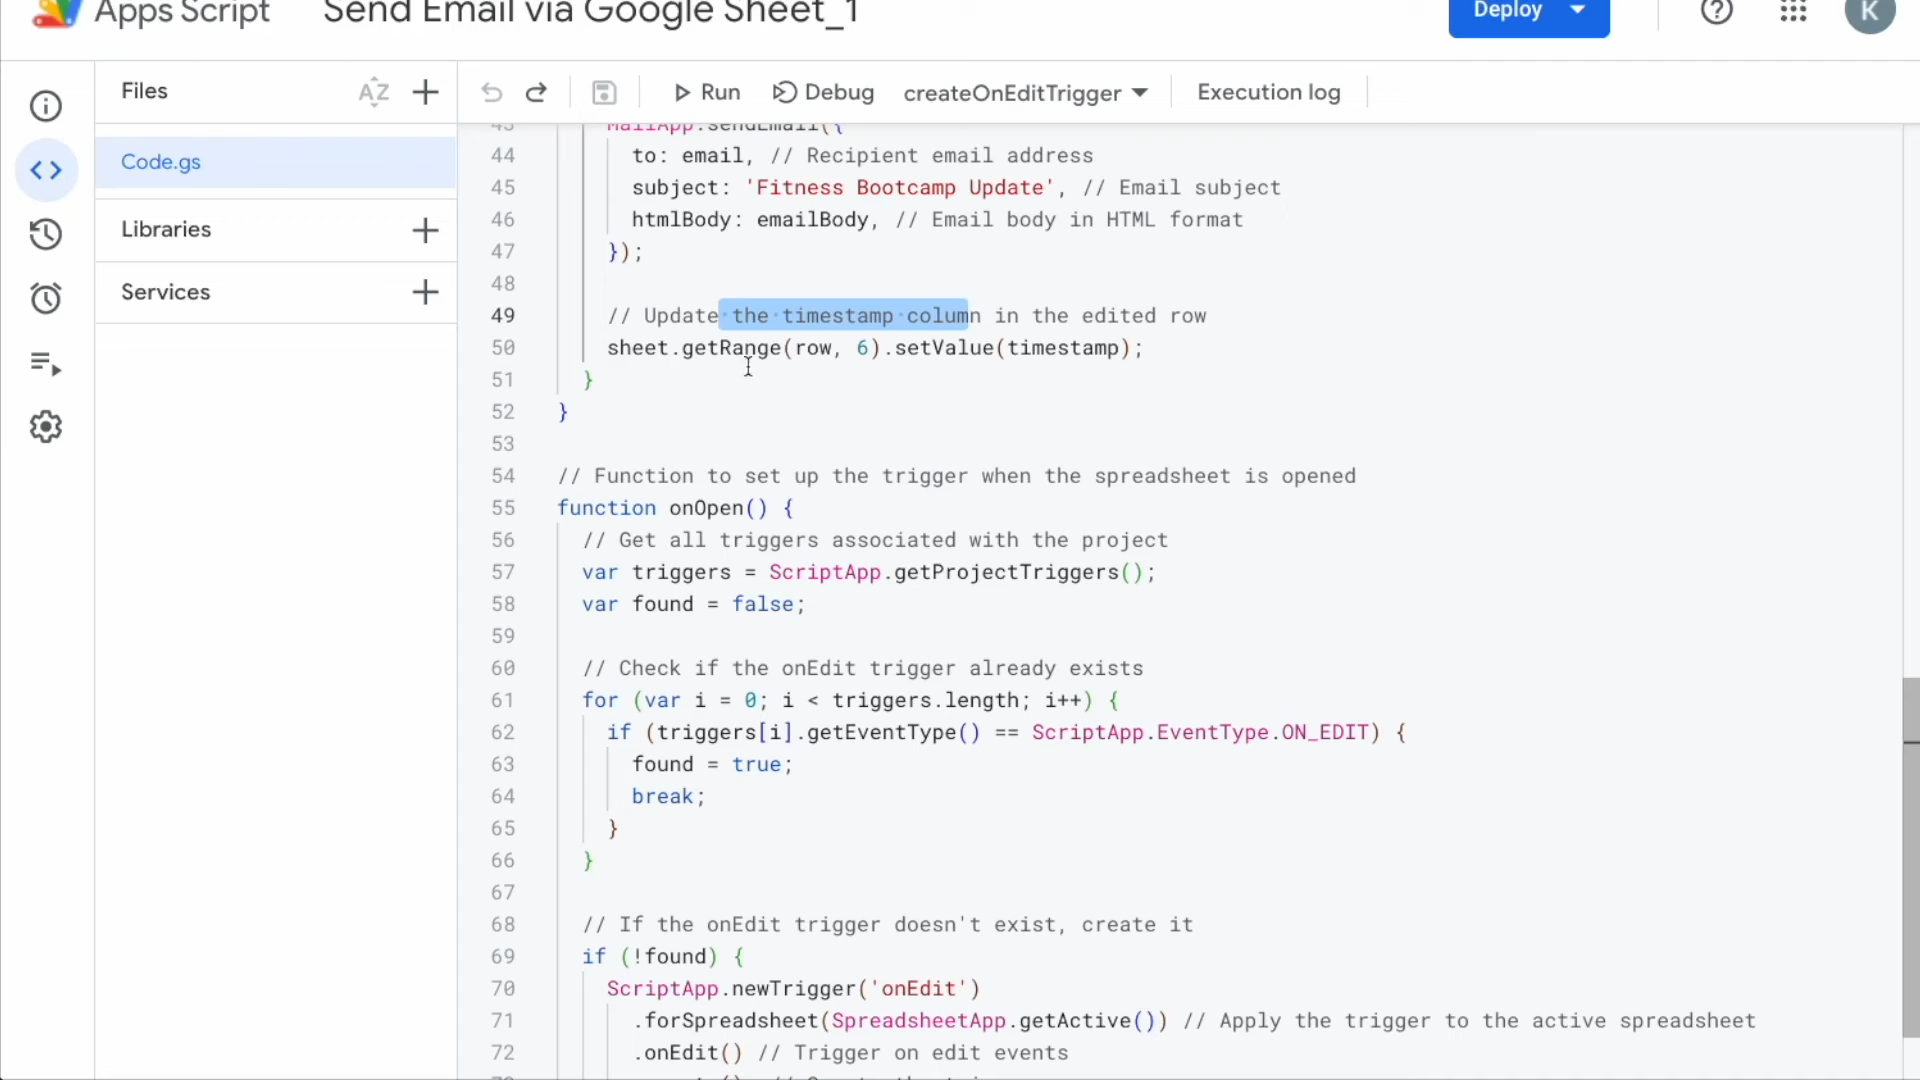 Apps Script Send Email via Google Sheet_1 Deploy K
Files AZ Run Debug createOnEditTrigger Execution log
Code.gs
Libraries
Services
43 MailApp.sendEmail({
44 to: email, // Recipient email address
45 subject: 'Fitness Bootcamp Update', // Email subject
46 htmlBody: emailBody, // Email body in HTML format
47 });
48
49 // Update the timestamp column in the edited row
50 sheet.getRange(row, 6).setValue(timestamp);
51 }
52 }
53
54 // Function to set up the trigger when the spreadsheet is opened
55 function onOpen() {
56 // Get all triggers associated with the project
57 var triggers = ScriptApp.getProjectTriggers();
58 var found = false;
59
60 // Check if the onEdit trigger already exists
61 for (var i = 0; i < triggers.length; i++) {
62 if (triggers[i].getEventType() == ScriptApp.EventType.ON_EDIT) {
63 found = true;
64 break;
65 }
66 }
67
68 // If the onEdit trigger doesn't exist, create it
69 if (!found) {
70 ScriptApp.newTrigger('onEdit')
71 .forSpreadsheet(SpreadsheetApp.getActive()) // Apply the trigger to the active spreadsheet
72 .onEdit() // Trigger on edit events